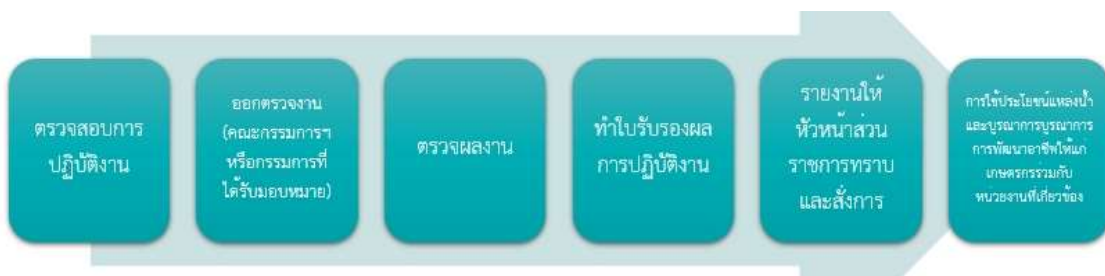 ตรวจสอบการ
ปฏิบัติงาน
ออกตรวจงาน
(คณะกรรมการฯ
หรือกรรมการที่
ได้รับมอบหมาย)
ตรวจผลงาน
ทำใบรับรองผล
การปฏิบัติงาน
รายงานให้
หัวหน้าส่วน
ราชการทราบ
และสั่งการ
การใช้ประโยชน์แหล่งน้ำ
และบูรณาการบูรณาการ
การพัฒนาอาชีพให้แก่
เกษตรกรร่วมกับ
หน่วยงานที่เกี่ยวข้อง